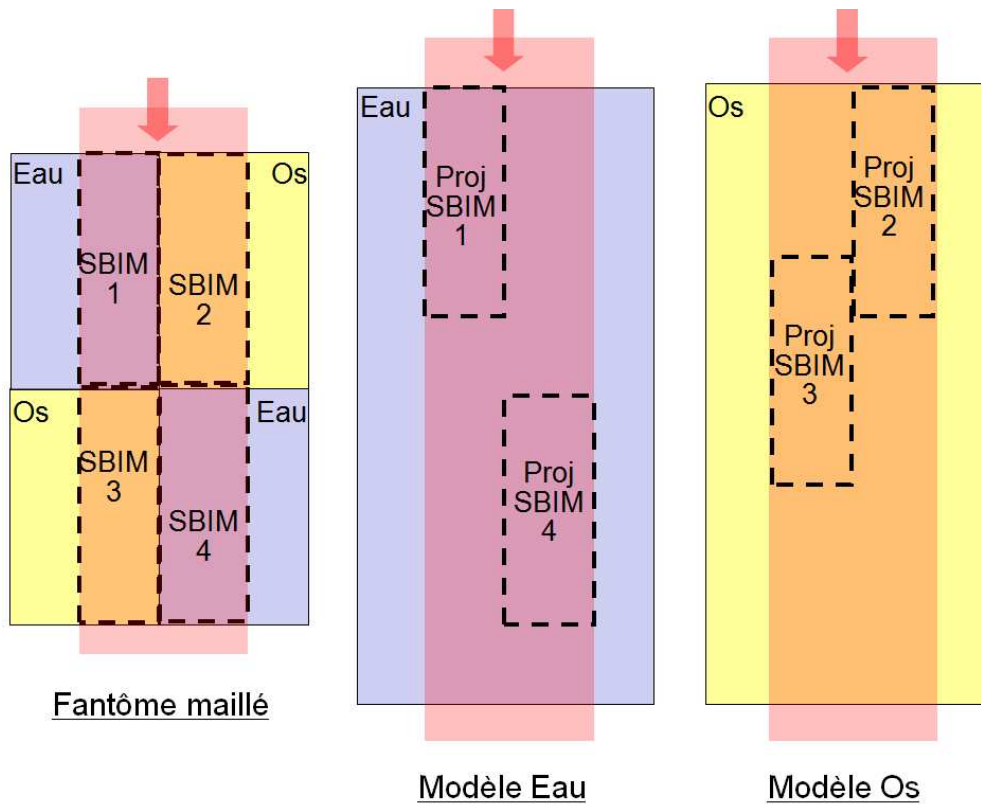 Eau
Os
SBIM
1
SBIM
2
Os
Eau
SBIM
3
SBIM
4
Fantôme maillé
Eau
Proj
SBIM
1
Proj
SBIM
4
Modèle Eau
Os
Proj
SBIM
2
Proj
SBIM
3
Modèle Os